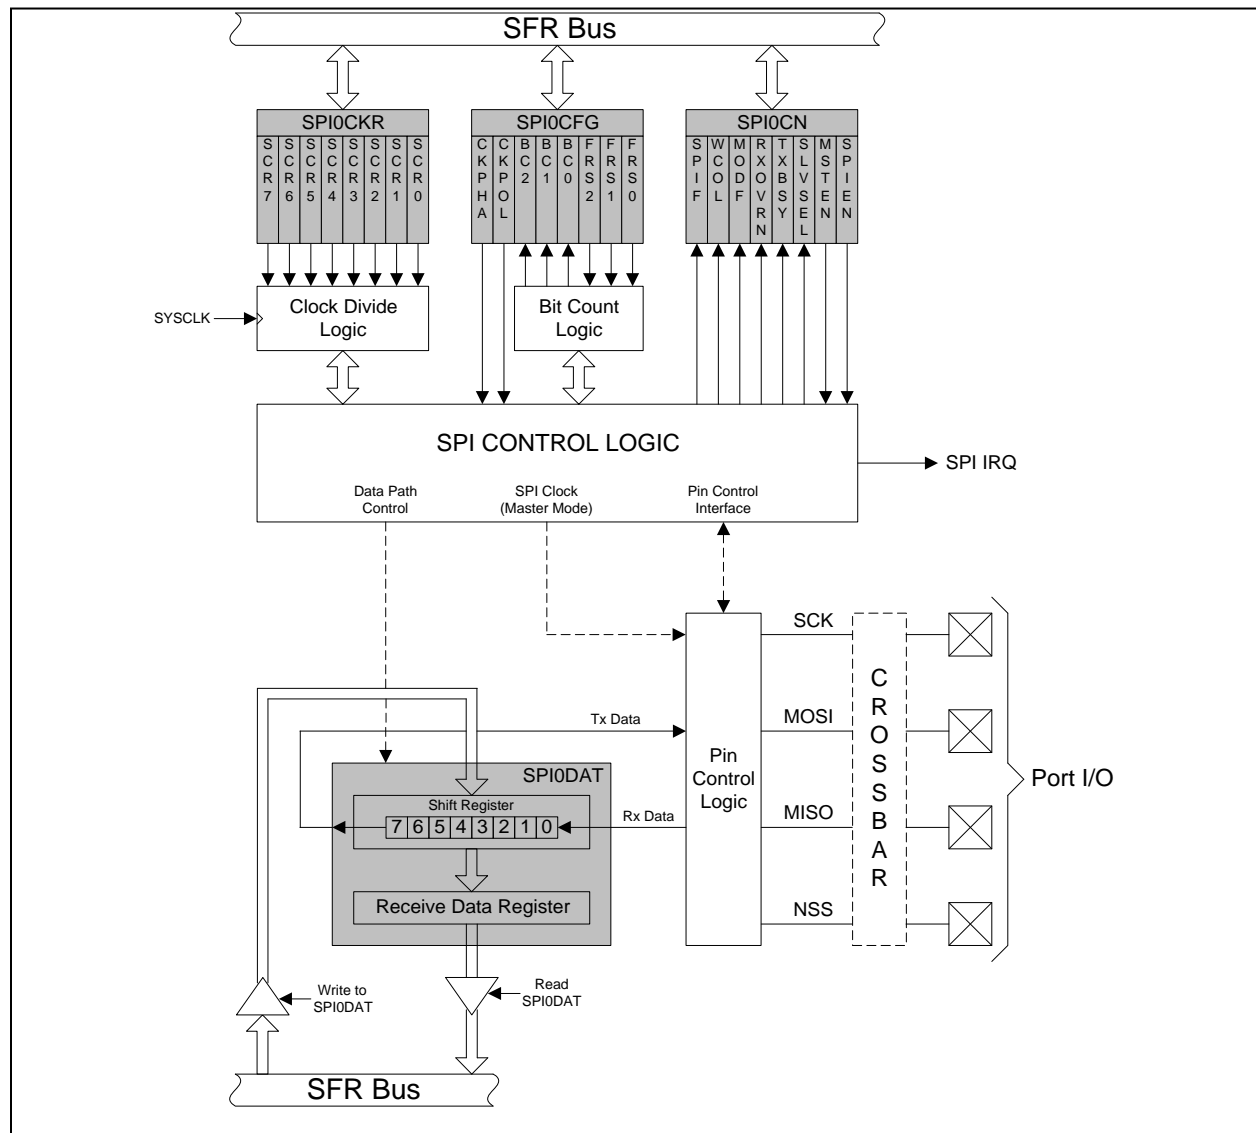 SFR Bus
SPI0CKR
SCR7
SCR6
SCR5
SCR4
SCR3
SCR2
SCR1
SCR0
SPI0CFG
CKPHA
CKPOL
BC2
BC1
BC0
FRS2
FRS1
FRS0
SPI0CN
SPIF
WCOL
MODF
RXOVRN
TXBSY
SLVSEL
MSTEN
SPIEN
SYSCLK
Clock Divide
Logic
Bit Count
Logic
SPI CONTROL LOGIC
SPI IRQ
Data Path
Control
SPI Clock
(Master Mode)
Pin Control
Interface
SCK
MOSI
MISO
NSS
Pin
Control
Logic
CROSSBAR
Port I/O
Tx Data
Rx Data
SPI0DAT
Shift Register
7 6 5 4 3 2 1 0
Receive Data Register
Write to
SPI0DAT
Read
SPI0DAT
SFR Bus